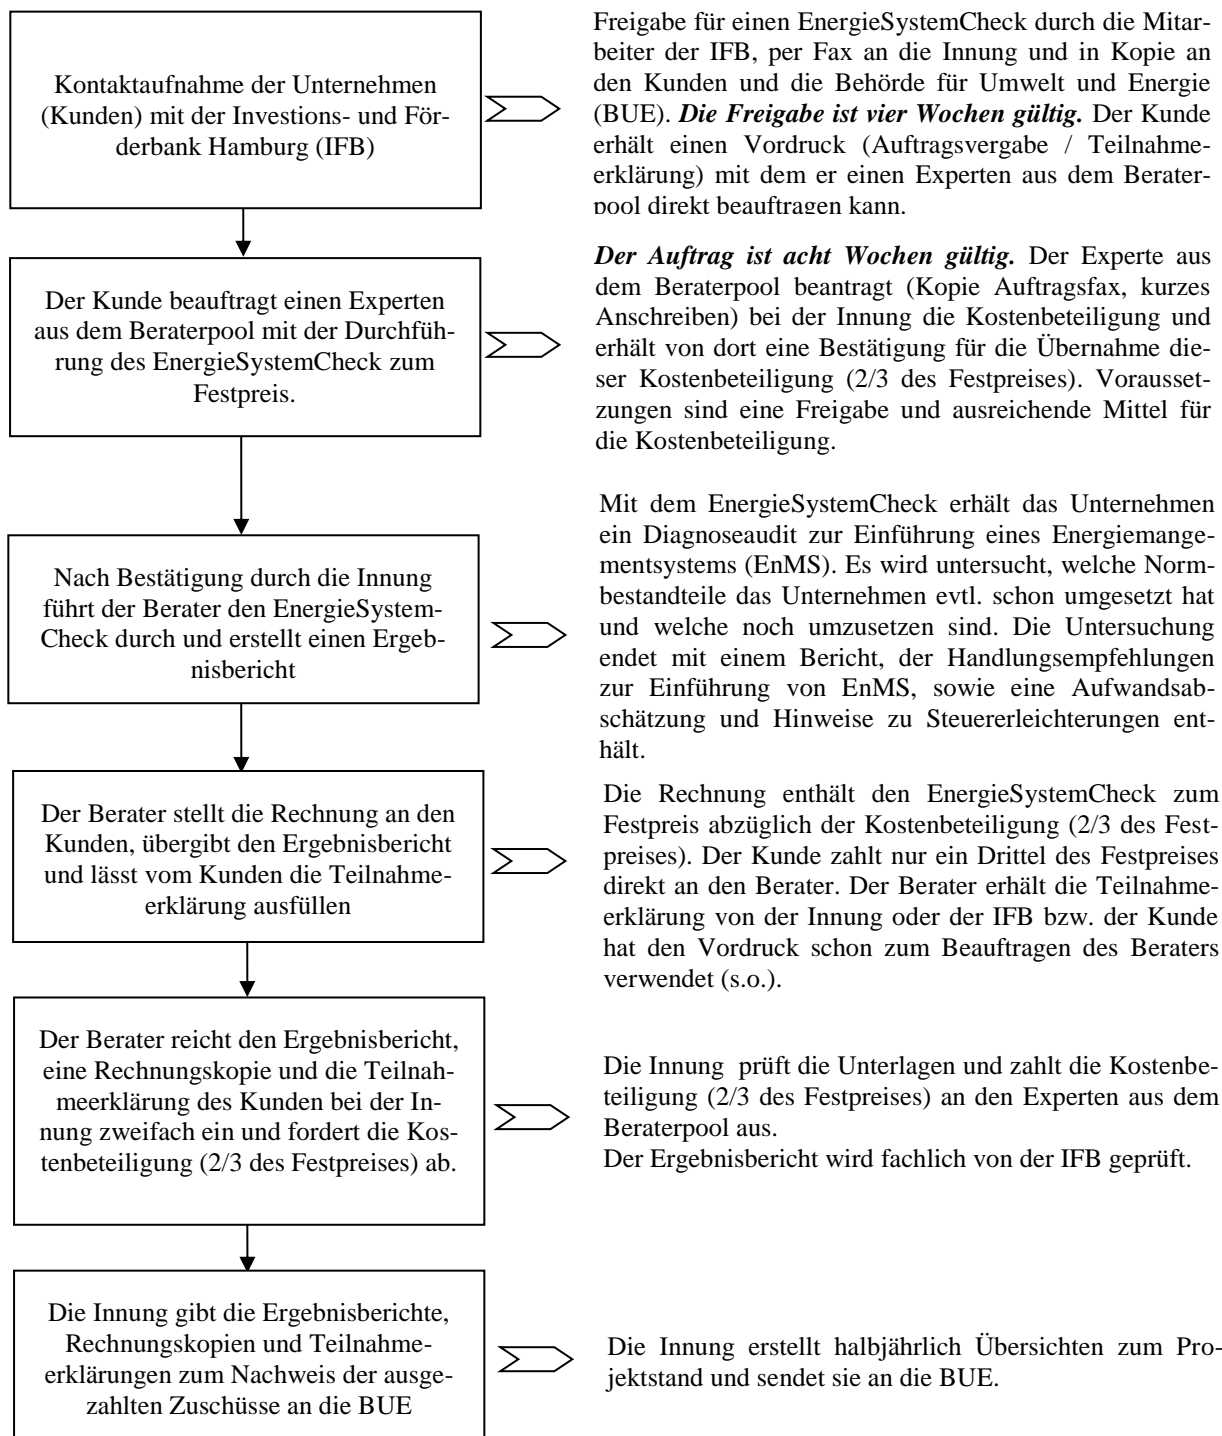 Kontaktaufnahme der Unternehmen
(Kunden) mit der Investions- und För-
derbank Hamburg (IFB)
Freigabe für einen EnergieSystemCheck durch die Mitar-
beiter der IFB, per Fax an die Innung und in Kopie an
den Kunden und die Behörde für Umwelt und Energie
(BUE). Die Freigabe ist vier Wochen gültig. Der Kunde
erhält einen Vordruck (Auftragsvergabe / Teilnahme-
erklärung) mit dem er einen Experten aus dem Berater-
pool direkt beauftragen kann.
Der Kunde beauftragt einen Experten
aus dem Beraterpool mit der Durchfüh-
rung des EnergieSystemCheck zum
Festpreis.
Der Auftrag ist acht Wochen gültig. Der Experte aus
dem Beraterpool beantragt (Kopie Auftragsfax, kurzes
Anschreiben) bei der Innung die Kostenbeteiligung und
erhält von dort eine Bestätigung für die Übernahme die-
ser Kostenbeteiligung (2/3 des Festpreises). Vorausset-
zungen sind eine Freigabe und ausreichende Mittel für
die Kostenbeteiligung.
Nach Bestätigung durch die Innung
führt der Berater den EnergieSystem-
Check durch und erstellt einen Ergeb-
nisbericht
Mit dem EnergieSystemCheck erhält das Unternehmen
ein Diagnoseaudit zur Einführung eines Energiemange-
mentsystems (EnMS). Es wird untersucht, welche Norm-
bestandteile das Unternehmen evtl. schon umgesetzt hat
und welche noch umzusetzen sind. Die Untersuchung
endet mit einem Bericht, der Handlungsempfehlungen
zur Einführung von EnMS, sowie eine Aufwandsab-
schätzung und Hinweise zu Steuererleichterungen ent-
hält.
Der Berater stellt die Rechnung an den
Kunden, übergibt den Ergebnisbericht
und lässt vom Kunden die Teilnahme-
erklärung ausfüllen
Die Rechnung enthält den EnergieSystemCheck zum
Festpreis abzüglich der Kostenbeteiligung (2/3 des Fest-
preises). Der Kunde zahlt nur ein Drittel des Festpreises
direkt an den Berater. Der Berater erhält die Teilnahme-
erklärung von der Innung oder der IFB bzw. der Kunde
hat den Vordruck schon zum Beauftragen des Beraters
verwendet (s.o.).
Der Berater reicht den Ergebnisbericht,
eine Rechnungskopie und die Teilnah-
meerklärung des Kunden bei der In-
nung zweifach ein und fordert die Kos-
tenbeteiligung (2/3 des Festpreises) ab.
Die Innung prüft die Unterlagen und zahlt die Kostenbe-
teiligung (2/3 des Festpreises) an den Experten aus dem
Beraterpool aus.
Der Ergebnisbericht wird fachlich von der IFB geprüft.
Die Innung gibt die Ergebnisberichte,
Rechnungskopien und Teilnahme-
erklärungen zum Nachweis der ausge-
zahlten Zuschüsse an die BUE
Die Innung erstellt halbjährlich Übersichten zum Pro-
jektstand und sendet sie an die BUE.